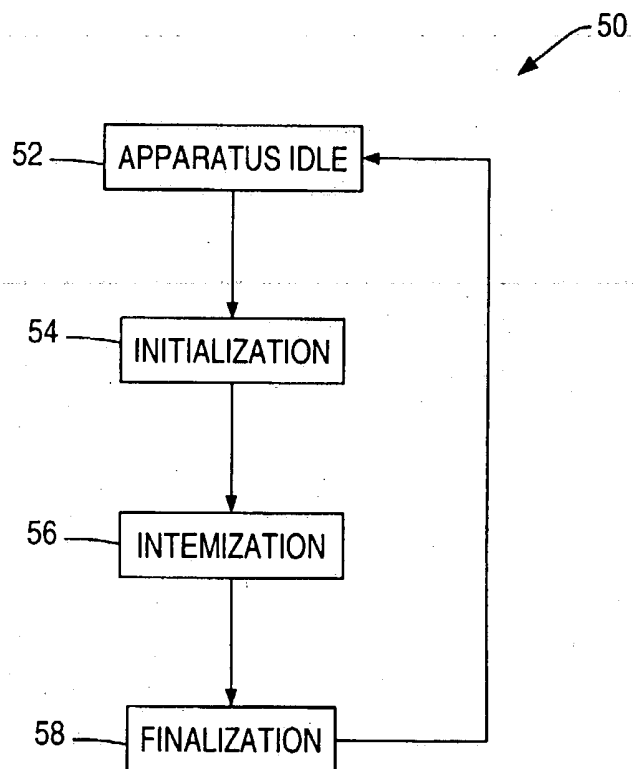 50
52 APPARATUS IDLE
54 INITIALIZATION
56 INTEMIZATION
58 FINALIZATION